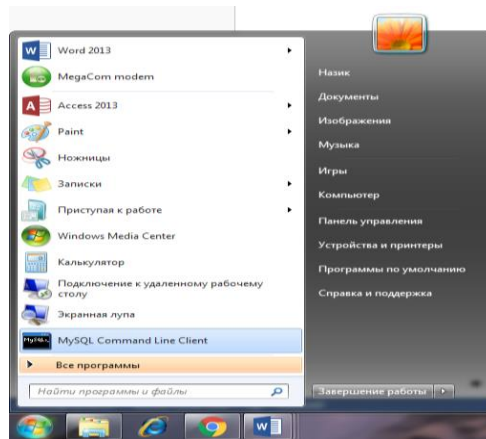 Word 2013
MegaCom modem
Access 2013
Paint
Ножницы
Записки
Приступая к работе
Windows Media Center
Калькулятор
Подключение к удаленному рабочему
столу
Экранная лупа
MySQL Command Line Client
Все программы
Найти программы и файлы
Назик
Документы
Изображения
Музыка
Игры
Компьютер
Панель управления
Устройства и принтеры
Программы по умолчанию
Справка и поддержка
Завершение работы